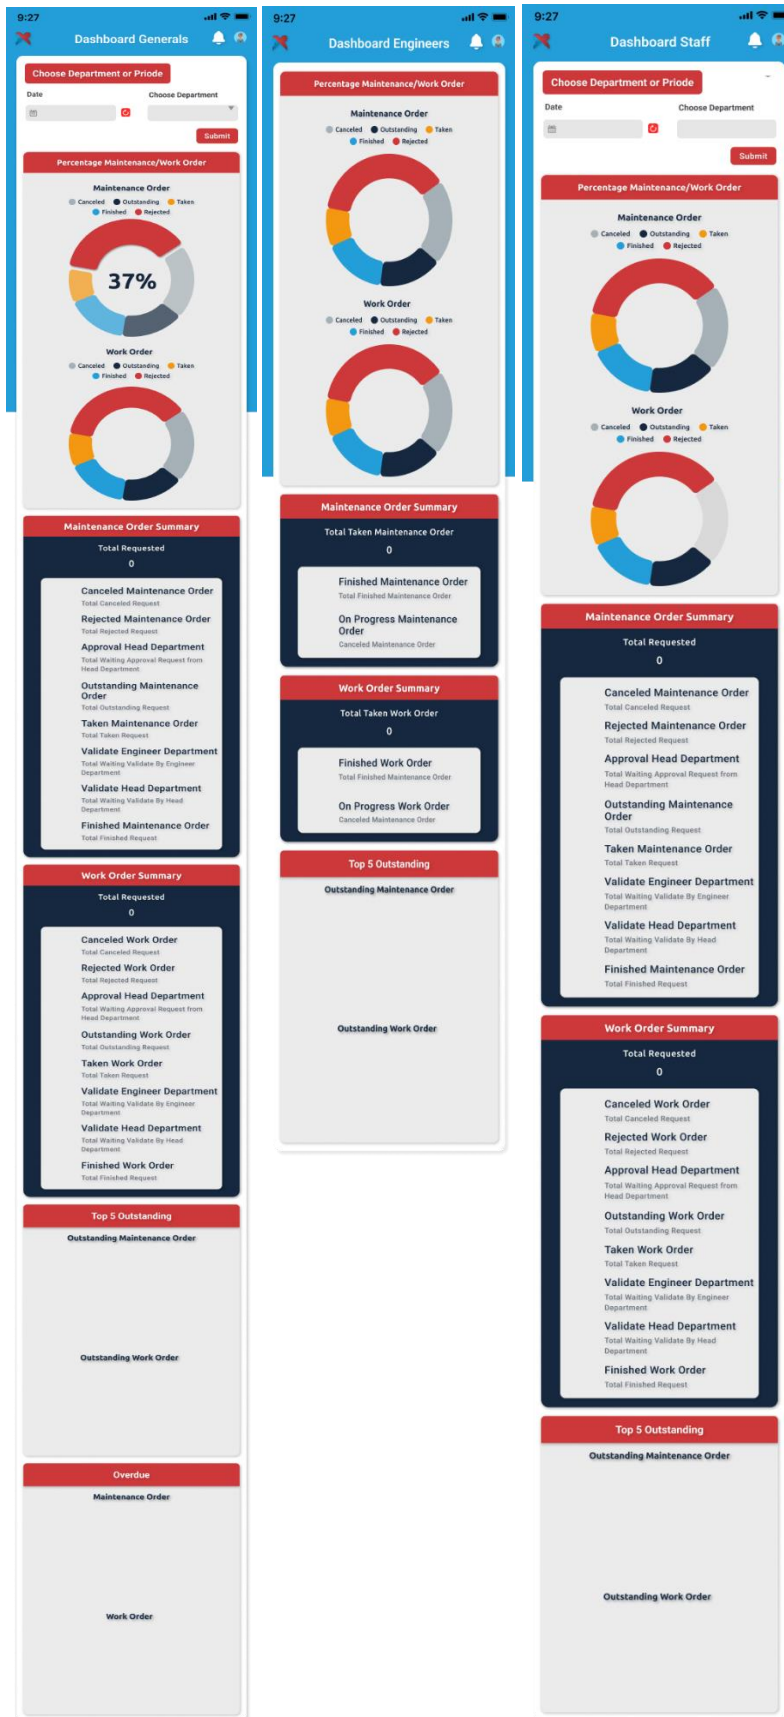 9:27
Dashboard Generals
Choose Department or Priode
Date
Choose Department
Submit
Percentage Maintenance/Work Order
Maintenance Order
Canceled Outstanding Taken
Finished Rejected
37%
Work Order
Canceled Outstanding Taken
Finished Rejected
Maintenance Order Summary
Total Requested
0
Canceled Maintenance Order
Total Canceled Request
Rejected Maintenance Order
Total Rejected Request
Approval Head Department
Total Waiting Approval Request from
Head Department
Outstanding Maintenance
Order
Total Outstanding Request
Taken Maintenance Order
Total Taken Request
Validate Engineer Department
Total Waiting Validate By Engineer
Department
Validate Head Department
Total Waiting Validate By Head
Department
Finished Maintenance Order
Total Finished Request
Work Order Summary
Total Requested
0
Canceled Work Order
Total Canceled Request
Rejected Work Order
Total Rejected Request
Approval Head Department
Total Waiting Approval Request from
Head Department
Outstanding Work Order
Total Outstanding Request
Taken Work Order
Total Taken Request
Validate Engineer Department
Total Waiting Validate By Engineer
Department
Validate Head Department
Total Waiting Validate By Head
Department
Finished Work Order
Total Finished Request
Top 5 Outstanding
Outstanding Maintenance Order
Outstanding Work Order
Overdue
Maintenance Order
Work Order
9:27
Dashboard Engineers
Percentage Maintenance/Work Order
Maintenance Order
Canceled Outstanding Taken
Finished Rejected
Work Order
Canceled Outstanding Taken
Finished Rejected
Maintenance Order Summary
Total Taken Maintenance Order
0
Finished Maintenance Order
Total Finished Maintenance Order
On Progress Maintenance
Order
Canceled Maintenance Order
Work Order Summary
Total Taken Work Order
0
Finished Work Order
Total Finished Maintenance Order
On Progress Work Order
Canceled Maintenance Order
Top 5 Outstanding
Outstanding Maintenance Order
Outstanding Work Order
9:27
Dashboard Staff
Choose Department or Priode
Date
Choose Department
Submit
Percentage Maintenance/Work Order
Maintenance Order
Canceled Outstanding Taken
Finished Rejected
Work Order
Canceled Outstanding Taken
Finished Rejected
Maintenance Order Summary
Total Requested
0
Canceled Maintenance Order
Total Canceled Request
Rejected Maintenance Order
Total Rejected Request
Approval Head Department
Total Waiting Approval Request from
Head Department
Outstanding Maintenance
Order
Total Outstanding Request
Taken Maintenance Order
Total Taken Request
Validate Engineer Department
Total Waiting Validate By Engineer
Department
Validate Head Department
Total Waiting Validate By Head
Department
Finished Maintenance Order
Total Finished Request
Work Order Summary
Total Requested
0
Canceled Work Order
Total Canceled Request
Rejected Work Order
Total Rejected Request
Approval Head Department
Total Waiting Approval Request from
Head Department
Outstanding Work Order
Total Outstanding Request
Taken Work Order
Total Taken Request
Validate Engineer Department
Total Waiting Validate By Engineer
Department
Validate Head Department
Total Waiting Validate By Head
Department
Finished Work Order
Total Finished Request
Top 5 Outstanding
Outstanding Maintenance Order
Outstanding Work Order